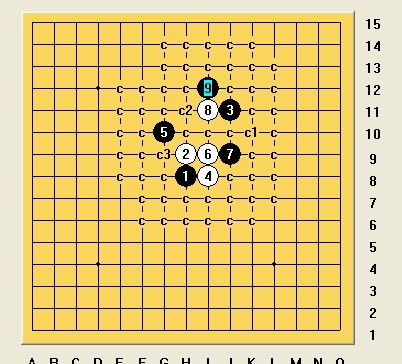 15
c c c c c 14
c c c c c c 13
c c c c 9 c c c 12
c c c c2 8 3 c c 11
c c 5 c c c c1 c 10
c c c3 2 6 7 c c 9
c c c 1 4 c c c 8
c c c c c c c 7
c c c c c c 6
5
4
3
2
1